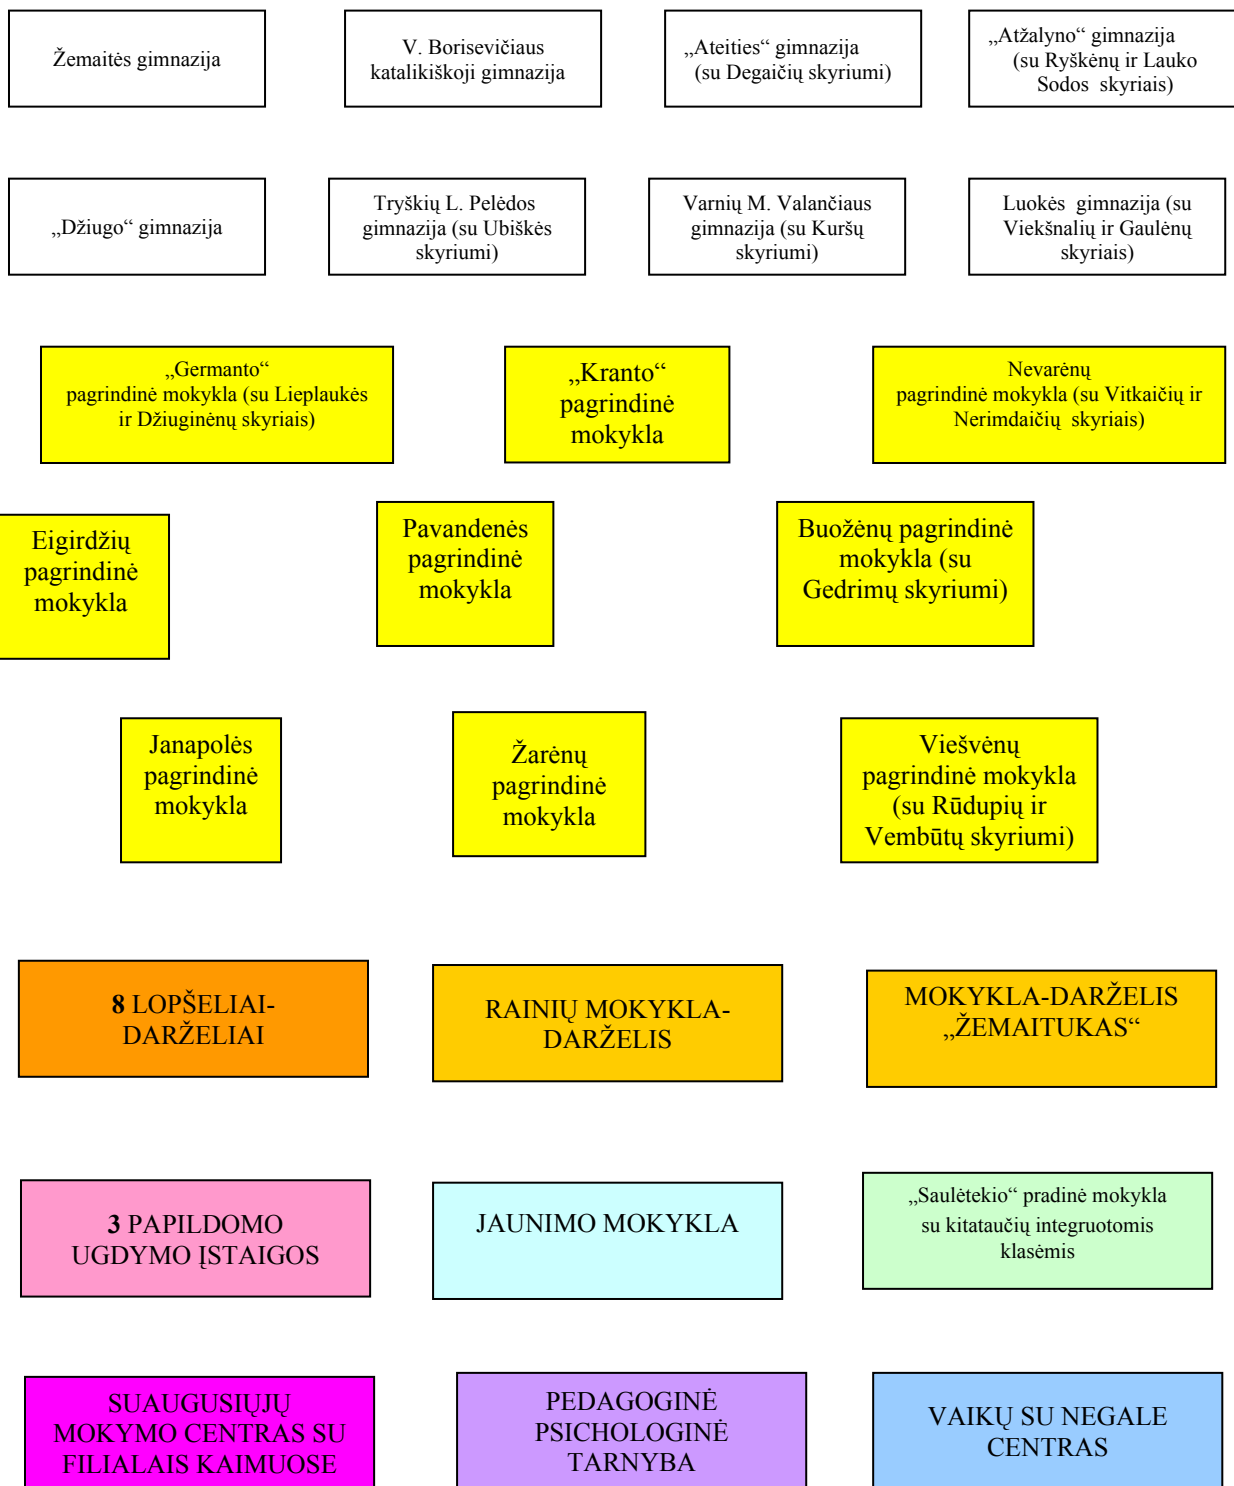 Žemaitės gimnazija
V. Borisevičiaus
katalikiškoji gimnazija
„Ateities“ gimnazija
(su Degaičių skyriumi)
„Atžalyno“ gimnazija
(su Ryškėnų ir Lauko
Sodos skyriais)
„Džiugo“ gimnazija
Tryškių L. Pelėdos
gimnazija (su Ubiškės
skyriumi)
Varnių M. Valančiaus
gimnazija (su Kuršų
skyriumi)
Luokės gimnazija (su
Viekšnalių ir Gaulėnų
skyriais)
„Germanto“
pagrindinė mokykla (su Lieplaukės
ir Džiuginėnų skyriais)
„Kranto“
pagrindinė
mokykla
Nevarėnų
pagrindinė mokykla (su Vitkaičių ir
Nerimdaičių skyriais)
Eigirdžių
pagrindinė
mokykla
Pavandenės
pagrindinė
mokykla
Buožėnų pagrindinė
mokykla (su
Gedrimų skyriumi)
Janapolės
pagrindinė
mokykla
Žarėnų
pagrindinė
mokykla
Viešvėnų
pagrindinė mokykla
(su Rūdupių ir
Vembūtų skyriumi)
8 LOPŠELIAI-
DARŽELIAI
RAINIŲ MOKYKLA-
DARŽELIS
MOKYKLA-DARŽELIS
„ŽEMAITUKAS“
3 PAPILDOMO
UGDYMO ĮSTAIGOS
JAUNIMO MOKYKLA
„Saulėtekio“ pradinė mokykla
su kitataučių integruotomis
klasėmis
SUAUGUSIŲJŲ
MOKYMO CENTRAS SU
FILIALAIS KAIMUOSE
PEDAGOGINĖ
PSICHOLOGINĖ
TARNYBA
VAIKŲ SU NEGALE
CENTRAS